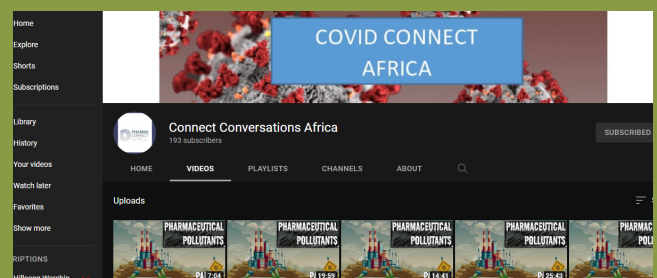 COVID CONNECT
AFRICA
Home
Explore
Shorts
Subscriptions
Library
History
Your videos
Watch later
Favorites
Show more
RIPTIONS
Connect Conversations Africa
193 subscribers
SUBSCRIBED
HOME VIDEOS PLAYLISTS CHANNELS ABOUT
Uploads
PHARMACEUTICAL
POLLUTANTS
7:04
PHARMACEUTICAL
POLLUTANTS
19:59
PHARMACEUTICAL
POLLUTANTS
14:41
PHARMACEUTICAL
POLLUTANTS
25:43
PHARMAC
POL